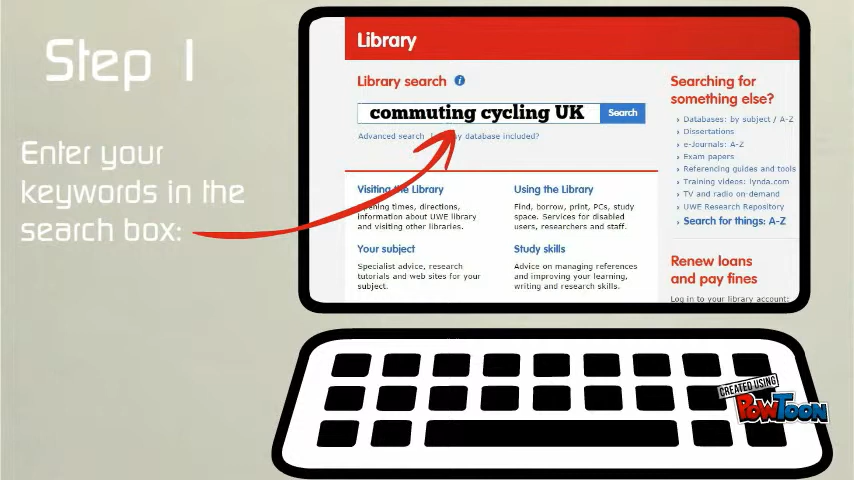 Step 1
Enter your
keywords in the
search box:
Library
Library search i
commuting cycling UK Search
Advanced search database included?
Visiting the Library
Opening times, directions,
information about UWE library
and visiting other libraries.
Using the Library
Find, borrow, print, PCs, study
space. Services for disabled
users, researchers and staff.
Your subject
Specialist advice, research
tutorials and web sites for your
subject.
Study skills
Advice on managing references
and improving your learning,
writing and research skills.
Searching for
something else?
› Databases: by subject / A-Z
› Dissertations
› e-Journals: A-Z
› Exam papers
› Referencing guides and tools
› Training videos: lynda.com
› TV and radio on-demand
› UWE Research Repository
› Search for things: A-Z
Renew loans
and pay fines
Log in to your library account:
CREATED USING
POWTOON